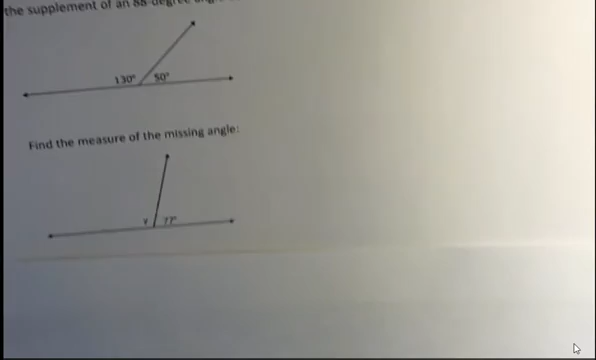 the supplement of an 88-degree
130° 50°
Find the measure of the missing angle:
77°